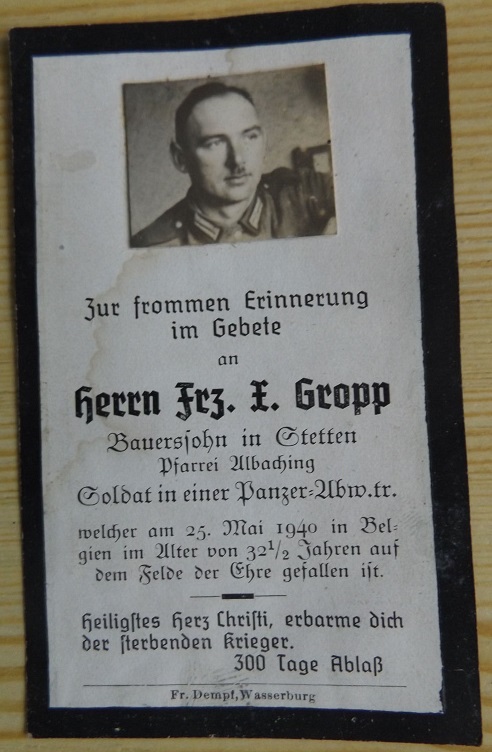 Zur frommen Erinnerung
im Gebete
an
Herrn Frz. X. Gropp
Bauerssohn in Stetten
Pfarrei Albaching
Soldat in einer Panzer-Abw.tr.
welcher am 25. Mai 1940 in Bel-
gien im Alter von 32½ Jahren auf
dem Felde der Ehre gefallen ist.
Heiligstes Herz Christi, erbarme dich
der sterbenden Krieger.
300 Tage Ablaß
Fr. Dempf, Wasserburg